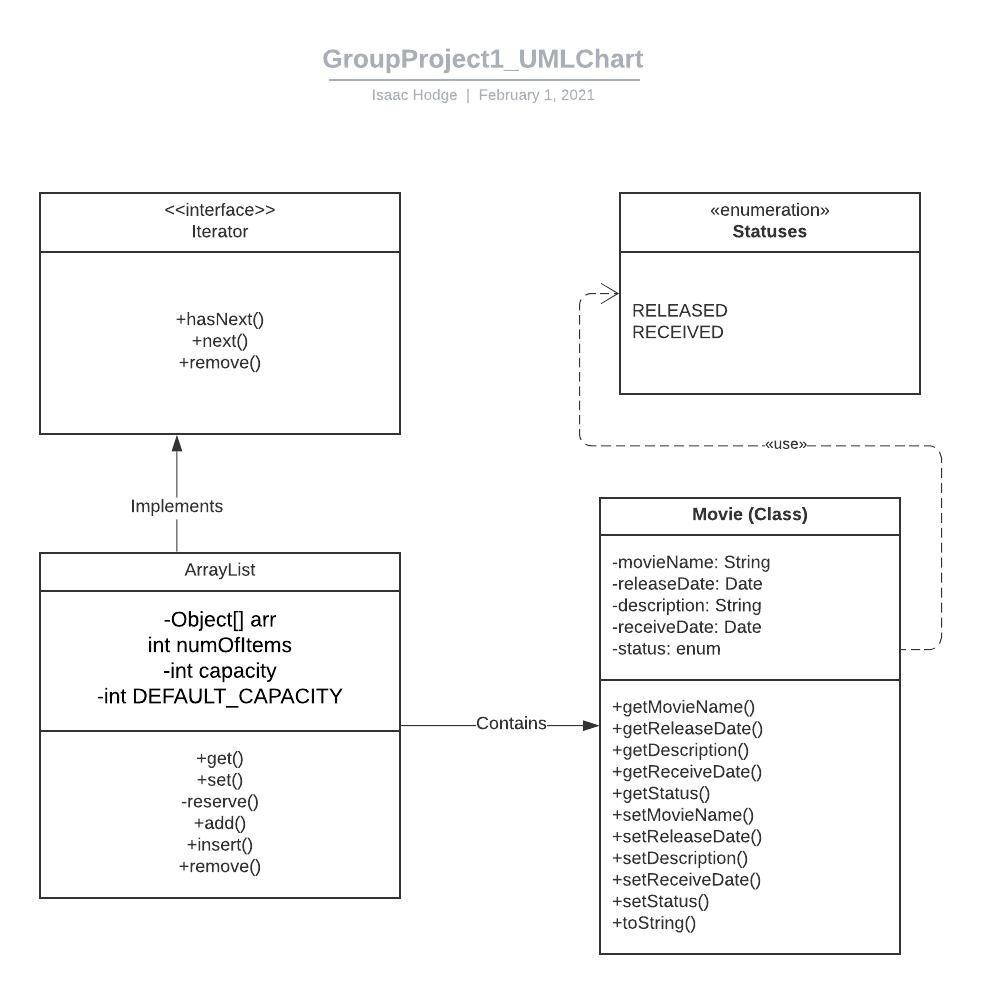 GroupProject1_UMLChart
Isaac Hodge | February 1, 2021
<<interface>>
Iterator
+hasNext()
+next()
+remove()
«enumeration»
Statuses
RELEASED
RECEIVED
«use»
Implements
ArrayList
-Object[] arr
int numOfItems
-int capacity
-int DEFAULT_CAPACITY
+get()
+set()
-reserve()
+add()
+insert()
+remove()
Contains
Movie (Class)
-movieName: String
-releaseDate: Date
-description: String
-receiveDate: Date
-status: enum
+getMovieName()
+getReleaseDate()
+getDescription()
+getReceiveDate()
+getStatus()
+setMovieName()
+setReleaseDate()
+setDescription()
+setReceiveDate()
+setStatus()
+toString()